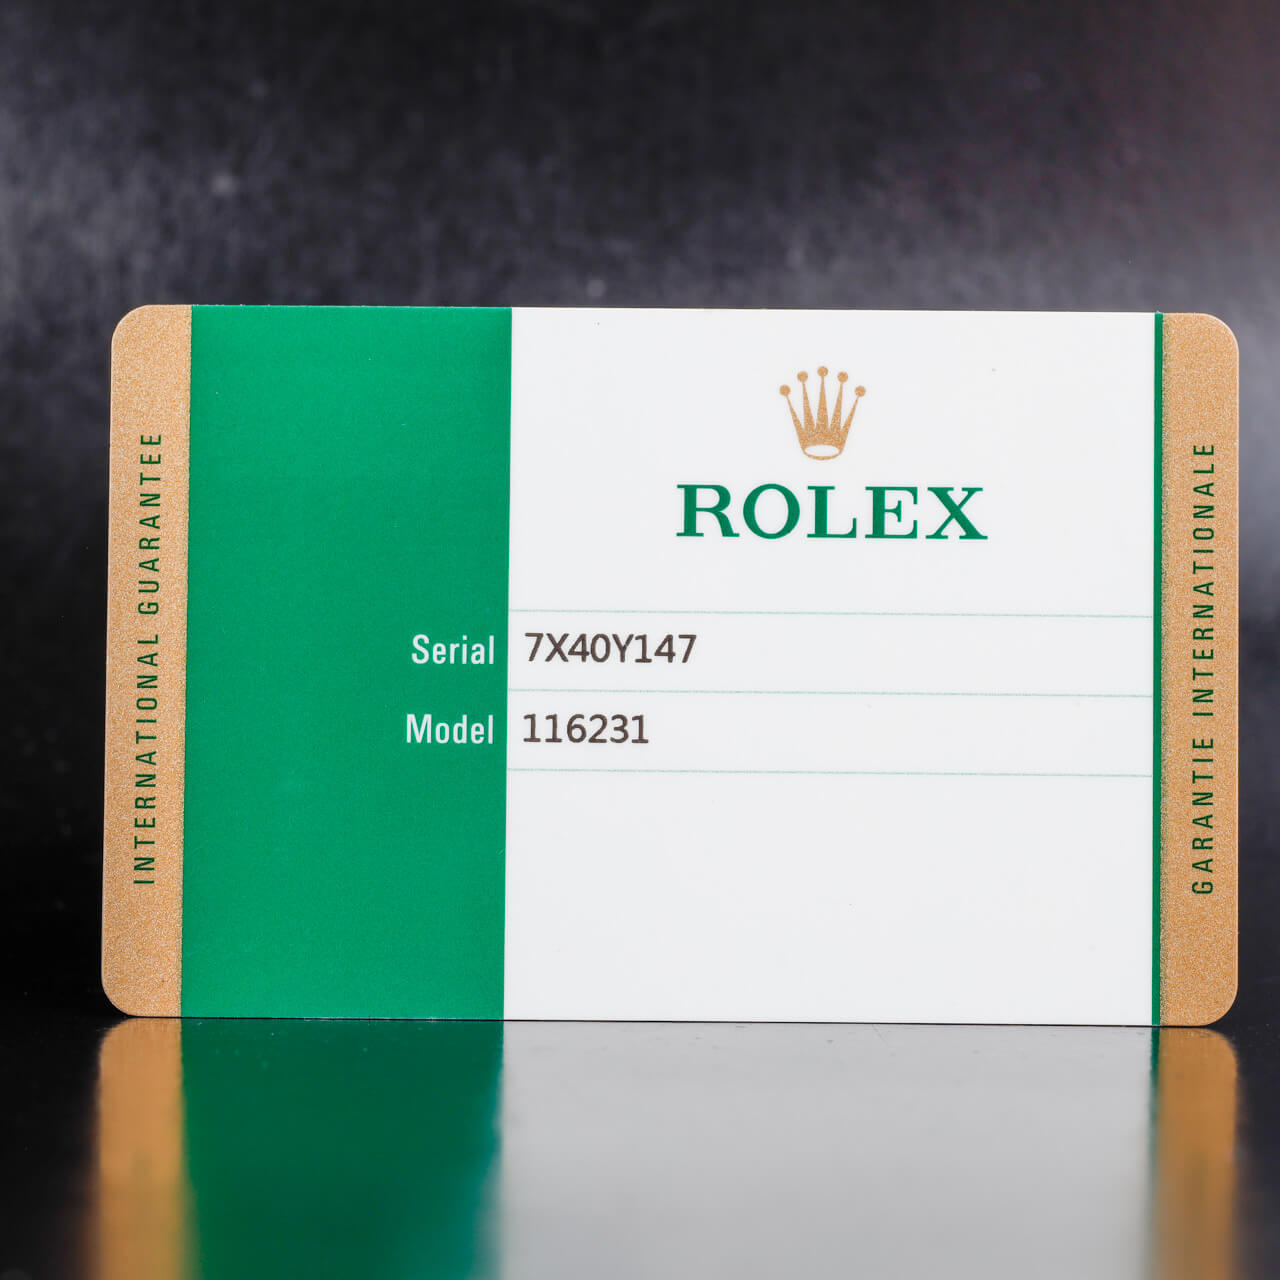 INTERNATIONAL GUARANTEE
ROLEX
Serial 7X40Y147
Model 116231
GARANTIE INTERNATIONALE